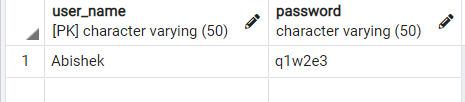 user_name password
[PK] character varying (50) character varying (50)
1 Abishek q1w2e3